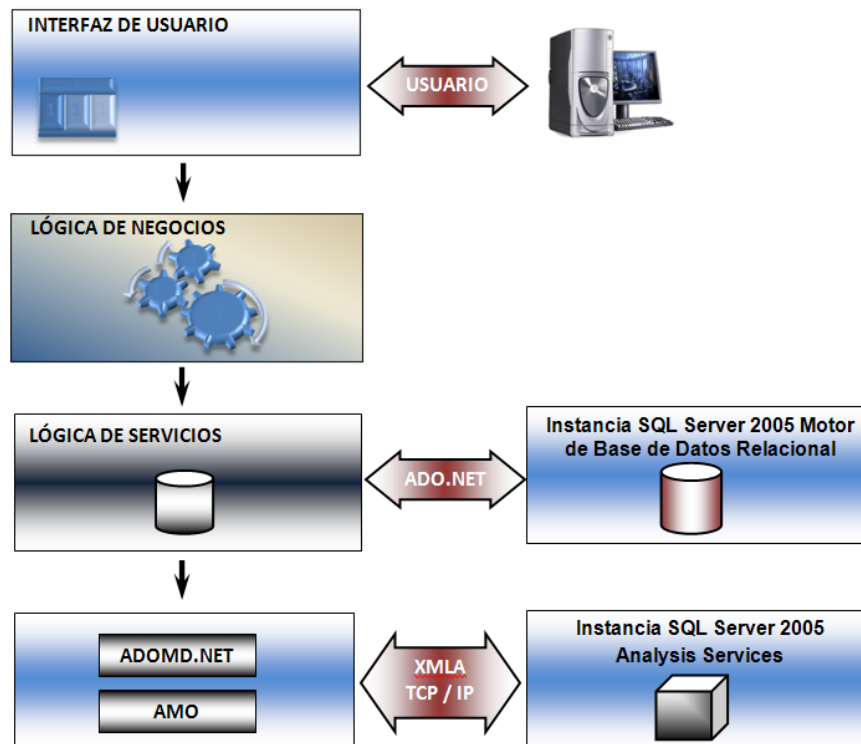 INTERFAZ DE USUARIO
USUARIO
LÓGICA DE NEGOCIOS
LÓGICA DE SERVICIOS
ADO.NET
Instancia SQL Server 2005 Motor
de Base de Datos Relacional
ADOMD.NET
AMO
XMLA
TCP / IP
Instancia SQL Server 2005
Analysis Services